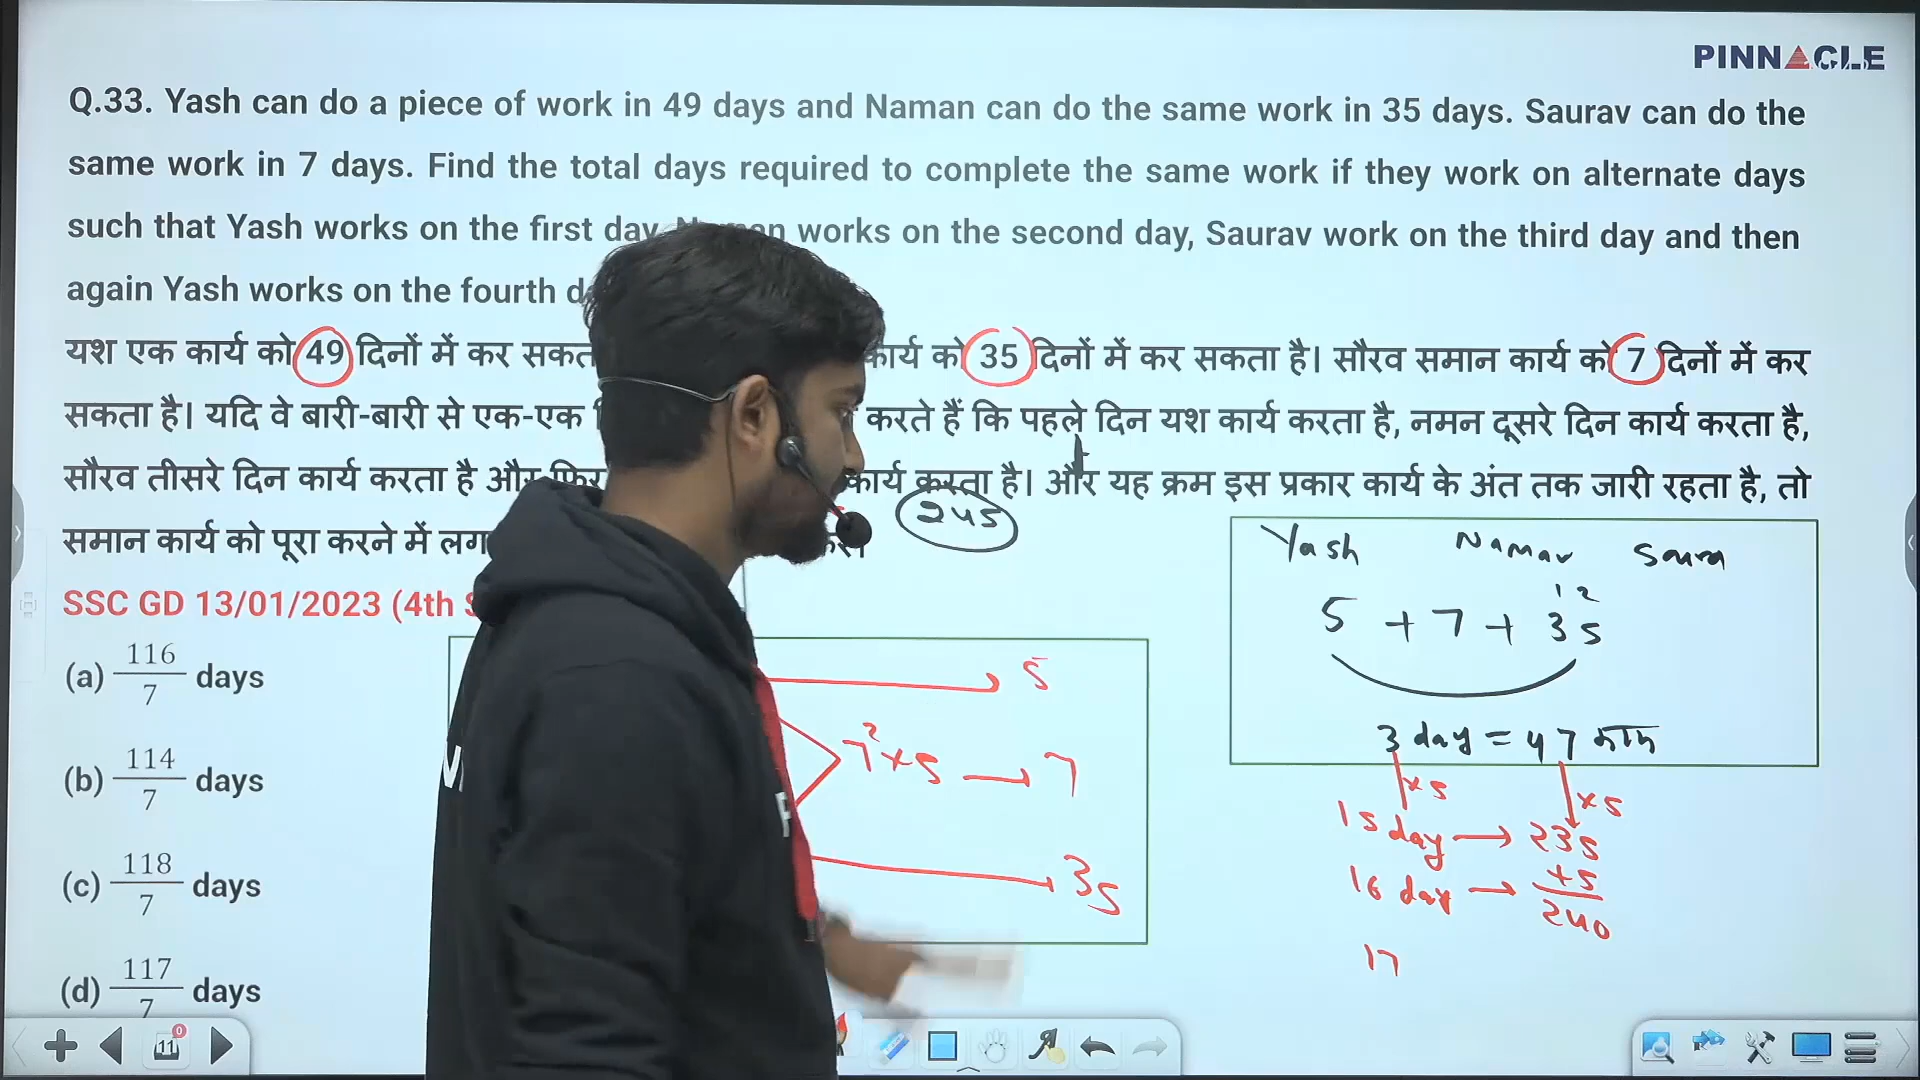 PINNACLE
Q.33. Yash can do a piece of work in 49 days and Naman can do the same work in 35 days. Saurav can do the
same work in 7 days. Find the total days required to complete the same work if they work on alternate days
such that Yash works on the first day works on the second day, Saurav work on the third day and then
again Yash works on the fourth
यश एक कार्य को 49 दिनों में कर कार्य को 35 दिनों में कर सकता है। सौरव समान कार्य को 7 दिनों में कर
सकता है। यदि वे बारी-बारी से एक-एक करते हैं कि पहले दिन यश कार्य करता है, नमन दूसरे दिन कार्य करता है,
सौरव तीसरे दिन कार्य करता है और फिर कार्य करता है। और यह क्रम इस प्रकार कार्य के अंत तक जारी रहता है, तो
समान कार्य को पूरा करने में
245
SSC GD 13/01/2023 (4th
(a) 116/7 days
(b) 114/7 days
(c) 118/7 days
(d) 117/7 days
5
7²×5 → 7
35
Yash Naman
12
5 + 7 + 35
3 day = 47 काम
×5 ×5
15 day → 235
16 day → +5
240
17
11
0